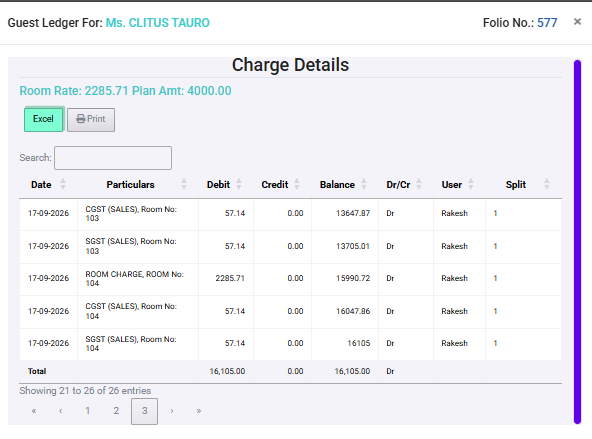 Guest Ledger For: Ms. CLITUS TAURO Folio No.: 577 ×
Charge Details
Room Rate: 2285.71 Plan Amt: 4000.00
Excel Print
Search:
Date Particulars Debit Credit Balance Dr/Cr User Split
17-09-2026 CGST (SALES), Room No: 103 57.14 0.00 13647.87 Dr Rakesh 1
17-09-2026 SGST (SALES), Room No: 103 57.14 0.00 13705.01 Dr Rakesh 1
17-09-2026 ROOM CHARGE, ROOM No: 104 2285.71 0.00 15990.72 Dr Rakesh 1
17-09-2026 CGST (SALES), Room No: 104 57.14 0.00 16047.86 Dr Rakesh 1
17-09-2026 SGST (SALES), Room No: 104 57.14 0.00 16105 Dr Rakesh 1
Total 16,105.00 0.00 16,105.00 Dr
Showing 21 to 26 of 26 entries
« ‹ 1 2 3 › »